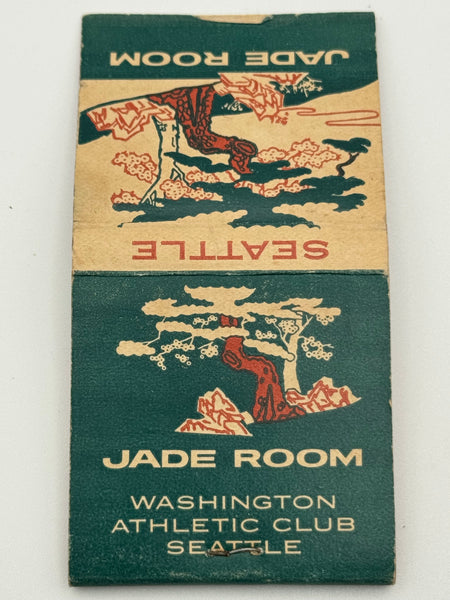 JADE ROOM
SEATTLE
JADE ROOM
WASHINGTON
ATHLETIC CLUB
SEATTLE